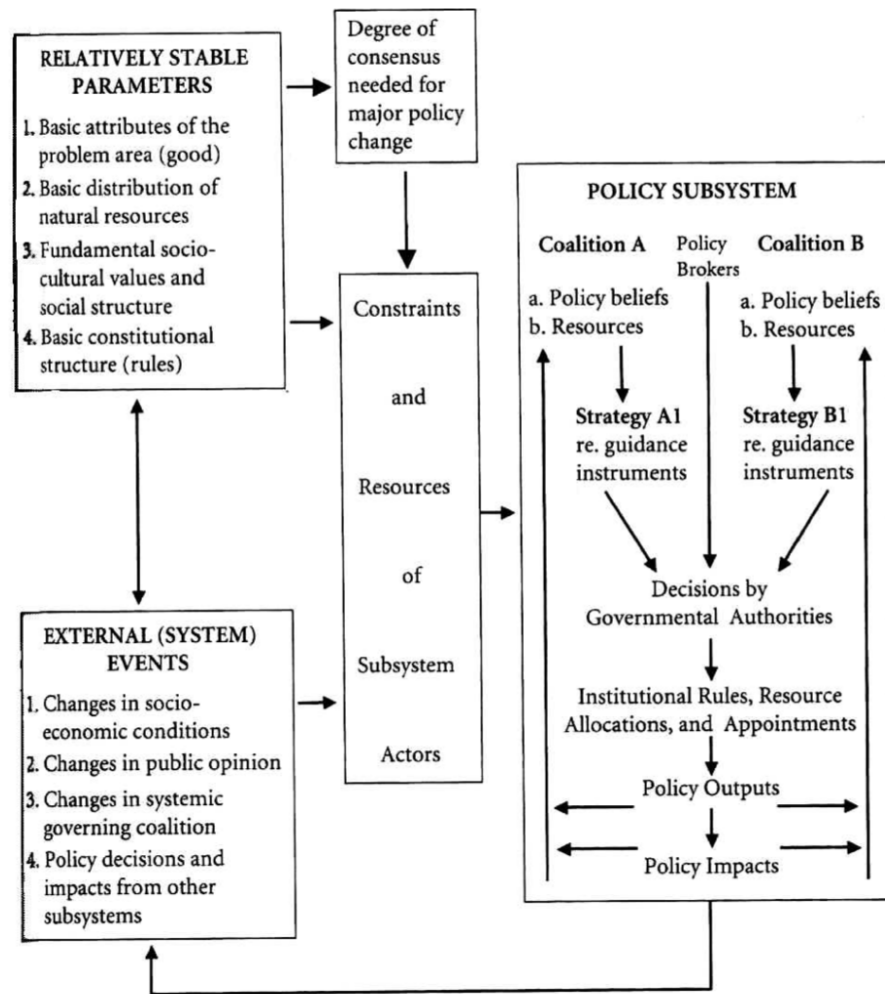 RELATIVELY STABLE
PARAMETERS
1. Basic attributes of the
problem area (good)
2. Basic distribution of
natural resources
3. Fundamental socio-
cultural values and
social structure
4. Basic constitutional
structure (rules)
Degree of
consensus
needed for
major policy
change
EXTERNAL (SYSTEM)
EVENTS
1. Changes in socio-
economic conditions
2. Changes in public opinion
3. Changes in systemic
governing coalition
4. Policy decisions and
impacts from other
subsystems
Constraints
and
Resources
of
Subsystem
Actors
POLICY SUBSYSTEM
Coalition A
a. Policy beliefs
b. Resources
Strategy A1
re. guidance
instruments
Policy
Brokers
Coalition B
a. Policy beliefs
b. Resources
Strategy B1
re. guidance
instruments
Decisions by
Governmental Authorities
Institutional Rules, Resource
Allocations, and Appointments
Policy Outputs
Policy Impacts